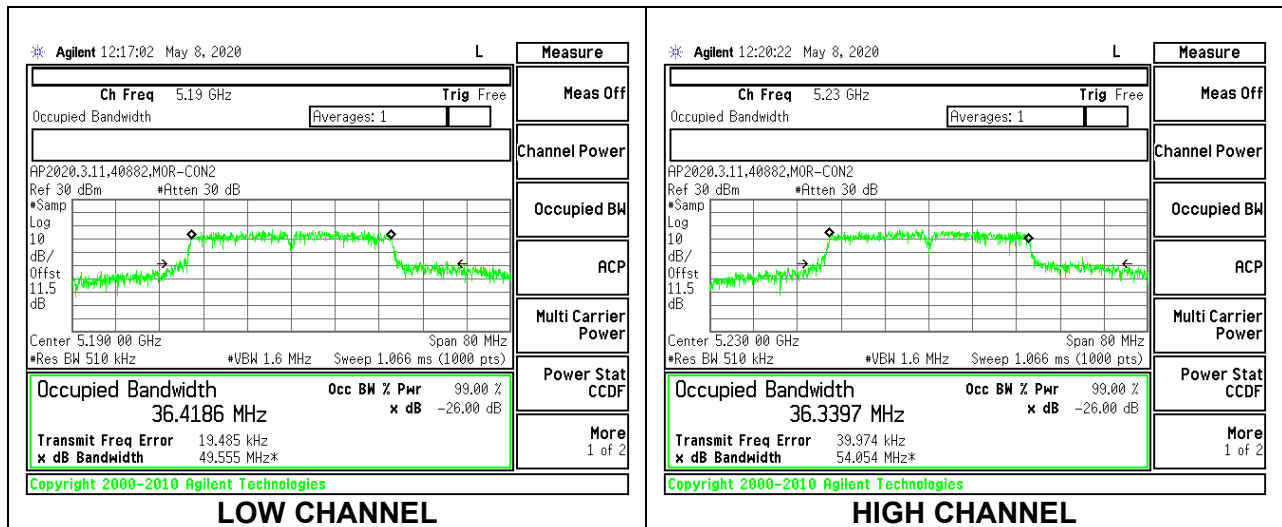 Agilent 12:17:02 May 8, 2020 L
Measure
Ch Freq 5.19 GHz Trig Free
Meas Off
Occupied Bandwidth Averages: 1
Channel Power
AP2020.3.11,40882,MOR-CON2
Ref 30 dBm #Atten 30 dB
#Samp
Log
10
dB/
Offst
11.5
dB
Occupied BW
ACP
Multi Carrier
Power
Center 5.190 00 GHz Span 80 MHz
#Res BW 510 kHz #VBW 1.6 MHz Sweep 1.066 ms (1000 pts)
Power Stat
CCDF
Occupied Bandwidth Occ BW % Pwr 99.00 %
36.4186 MHz x dB -26.00 dB
Transmit Freq Error 19.485 kHz
x dB Bandwidth 49.555 MHz*
More
1 of 2
Copyright 2000-2010 Agilent Technologies
LOW CHANNEL
Agilent 12:20:22 May 8, 2020 L
Measure
Ch Freq 5.23 GHz Trig Free
Meas Off
Occupied Bandwidth Averages: 1
Channel Power
AP2020.3.11,40882,MOR-CON2
Ref 30 dBm #Atten 30 dB
#Samp
Log
10
dB/
Offst
11.5
dB
Occupied BW
ACP
Multi Carrier
Power
Center 5.230 00 GHz Span 80 MHz
#Res BW 510 kHz #VBW 1.6 MHz Sweep 1.066 ms (1000 pts)
Power Stat
CCDF
Occupied Bandwidth Occ BW % Pwr 99.00 %
36.3397 MHz x dB -26.00 dB
Transmit Freq Error 39.974 kHz
x dB Bandwidth 54.054 MHz*
More
1 of 2
Copyright 2000-2010 Agilent Technologies
HIGH CHANNEL